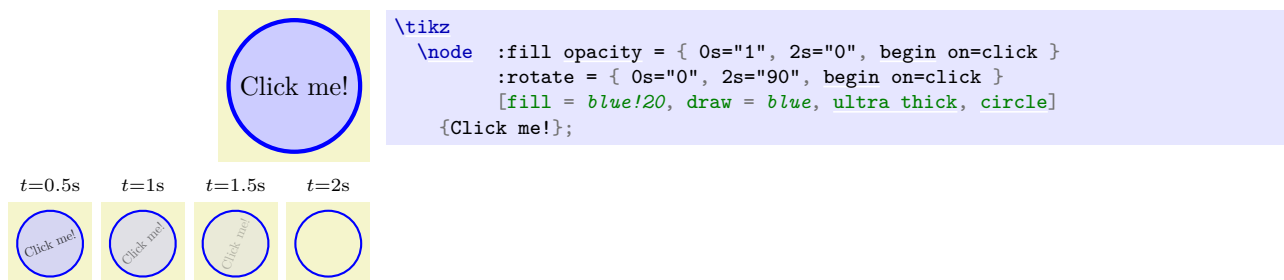 Click me!
\tikz
\node :fill opacity = { 0s="1", 2s="0", begin on=click }
:rotate = { 0s="0", 2s="90", begin on=click }
[fill = blue!20, draw = blue, ultra thick, circle]
{Click me!};
t=0.5s t=1s t=1.5s t=2s
Click me! Click me! Click me!